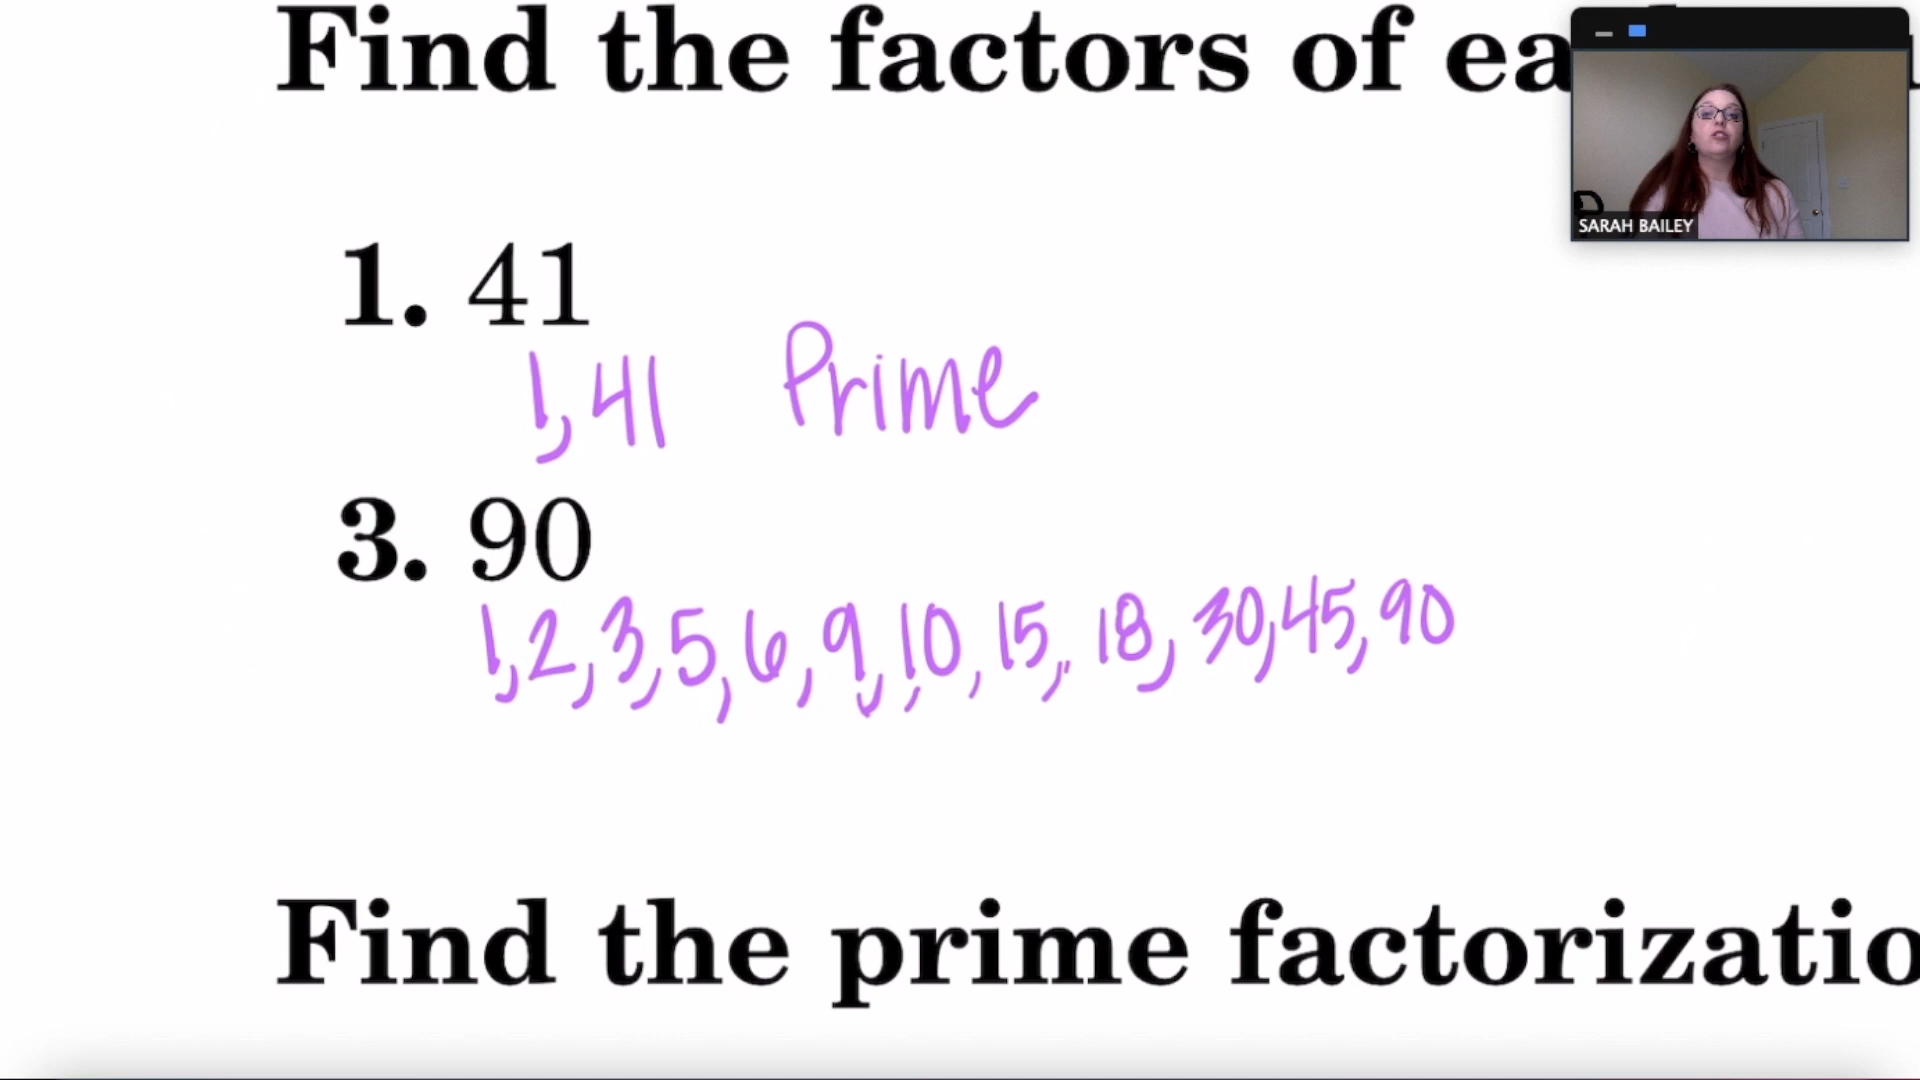 Find the factors of ea
SARAH BAILEY
1. 41
1, 41 Prime
3. 90
1, 2, 3, 5, 6, 9, 10, 15, 18, 30, 45, 90
Find the prime factorizatio